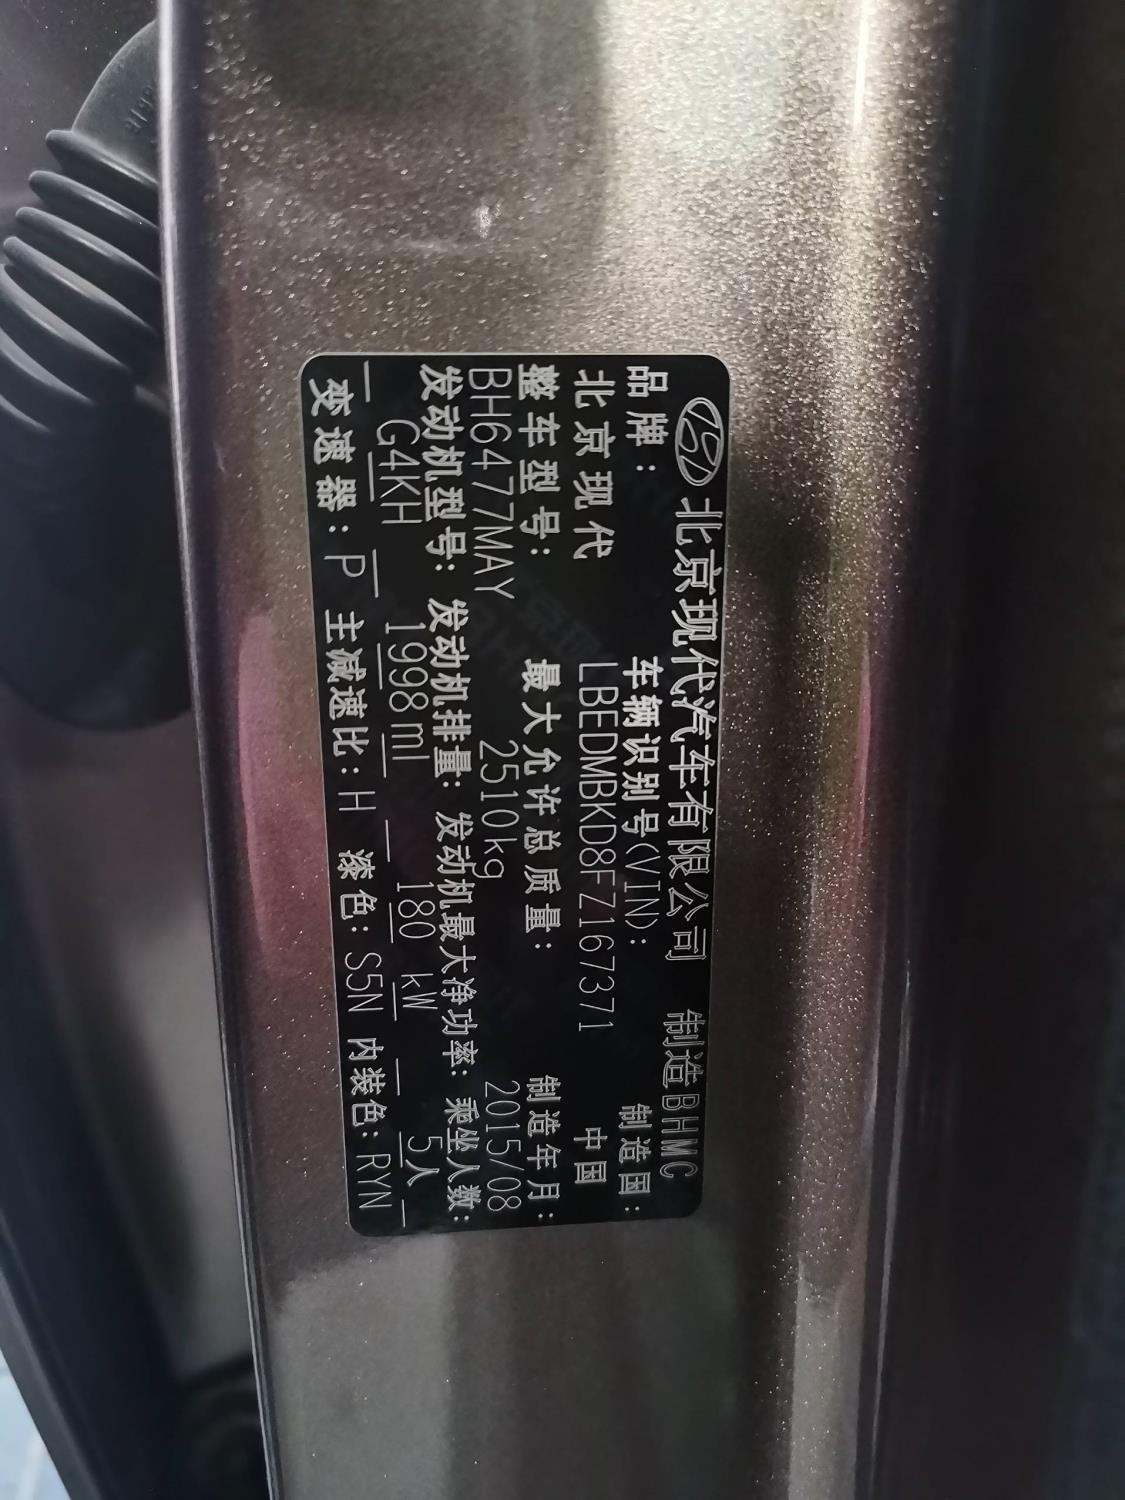 北京现代汽车有限公司 制造BHMC
品牌: 车辆识别号(VIN): 制造国:
北京现代 LBEDMBKD8FZ167371 中国
整车型号: 最大允许总质量: 制造年月:
BH6477MAY 2510kg 2015/08
发动机型号: 发动机排量: 发动机最大净功率: 乘坐人数:
G4KH 1998ml 180 kW 5人
变速器: P 主减速比: H 漆色: S5N 内装色: RYN